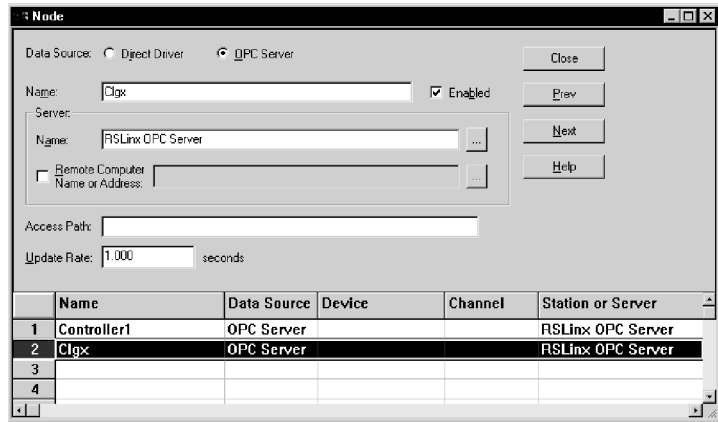 Node
Data Source: Direct Driver OPC Server
Close
Name: Clgx Enabled
Prev
Server:
Name: RSLinx OPC Server ...
Next
Remote Computer
Name or Address: ...
Help
Access Path:
Update Rate: 1.000 seconds
Name Data Source Device Channel Station or Server
1 Controller1 OPC Server RSLinx OPC Server
2 Clgx OPC Server RSLinx OPC Server
3
4